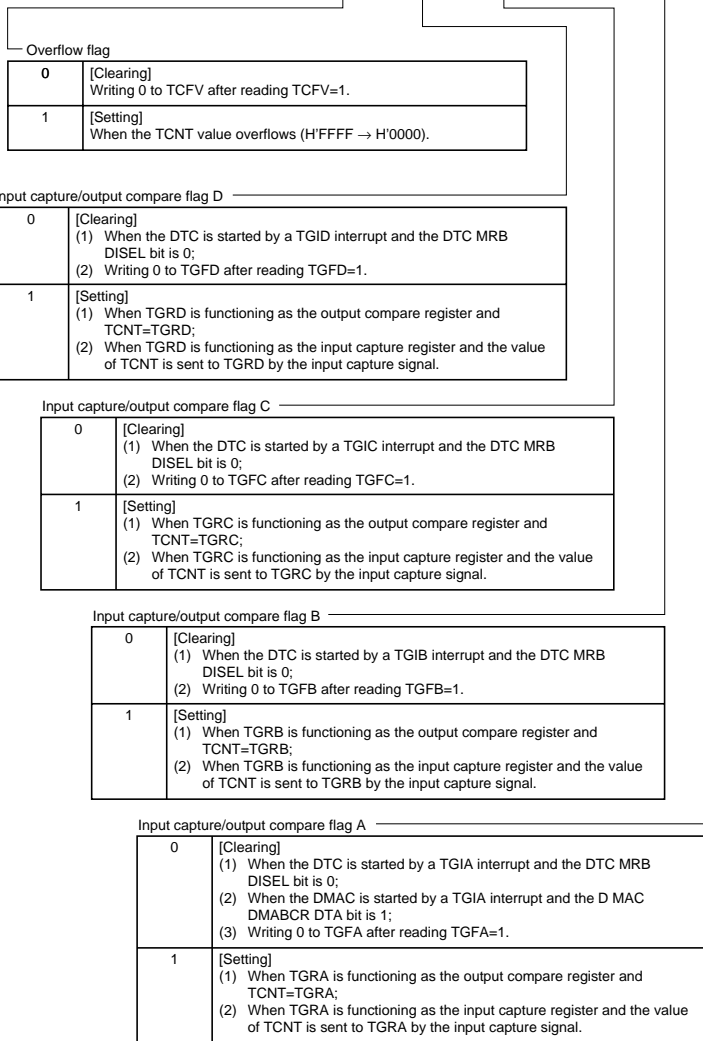 Overflow flag
0 [Clearing]
Writing 0 to TCFV after reading TCFV=1.
1 [Setting]
When the TCNT value overflows (H'FFFF → H'0000).
nput capture/output compare flag D
0 [Clearing]
(1) When the DTC is started by a TGID interrupt and the DTC MRB
DISEL bit is 0;
(2) Writing 0 to TGFD after reading TGFD=1.
1 [Setting]
(1) When TGRD is functioning as the output compare register and
TCNT=TGRD;
(2) When TGRD is functioning as the input capture register and the value
of TCNT is sent to TGRD by the input capture signal.
Input capture/output compare flag C
0 [Clearing]
(1) When the DTC is started by a TGIC interrupt and the DTC MRB
DISEL bit is 0;
(2) Writing 0 to TGFC after reading TGFC=1.
1 [Setting]
(1) When TGRC is functioning as the output compare register and
TCNT=TGRC;
(2) When TGRC is functioning as the input capture register and the value
of TCNT is sent to TGRC by the input capture signal.
Input capture/output compare flag B
0 [Clearing]
(1) When the DTC is started by a TGIB interrupt and the DTC MRB
DISEL bit is 0;
(2) Writing 0 to TGFB after reading TGFB=1.
1 [Setting]
(1) When TGRB is functioning as the output compare register and
TCNT=TGRB;
(2) When TGRB is functioning as the input capture register and the value
of TCNT is sent to TGRB by the input capture signal.
Input capture/output compare flag A
0 [Clearing]
(1) When the DTC is started by a TGIA interrupt and the DTC MRB
DISEL bit is 0;
(2) When the DMAC is started by a TGIA interrupt and the D MAC
DMABCR DTA bit is 1;
(3) Writing 0 to TGFA after reading TGFA=1.
1 [Setting]
(1) When TGRA is functioning as the output compare register and
TCNT=TGRA;
(2) When TGRA is functioning as the input capture register and the value
of TCNT is sent to TGRA by the input capture signal.